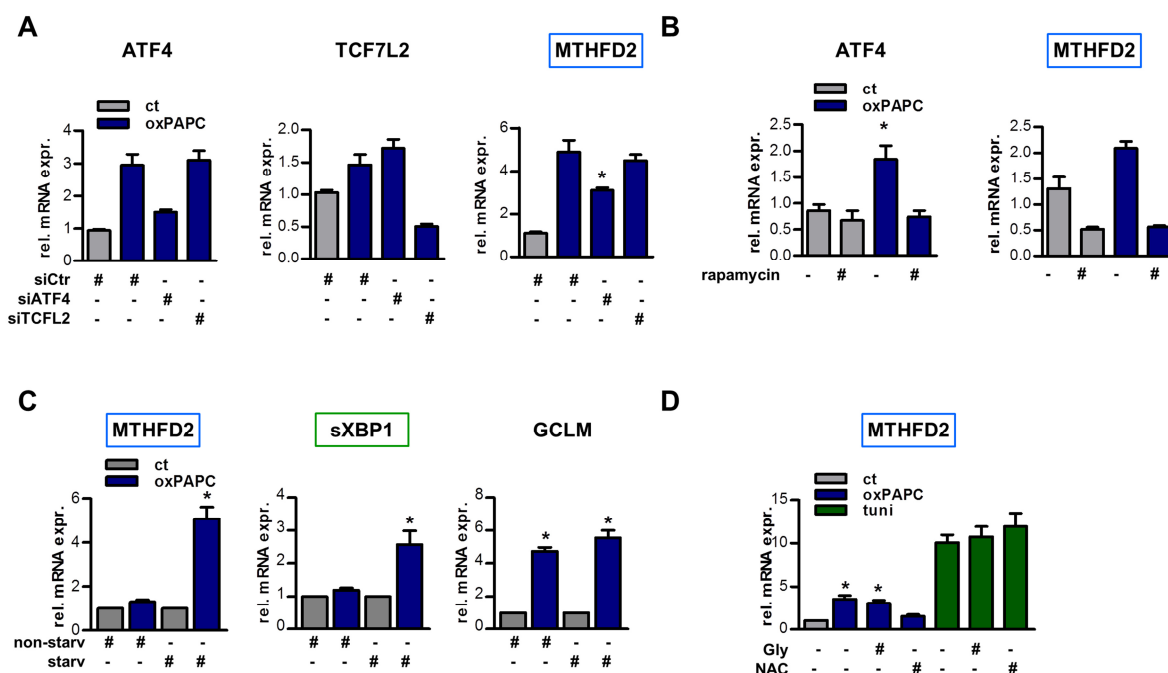 A
B
ATF4
TCF7L2
MTHFD2
ATF4
MTHFD2
ct
oxPAPC
ct
oxPAPC
rel. mRNA expr.
4
3
2
1
0
rel. mRNA expr.
2.0
1.5
1.0
0.5
0.0
rel. mRNA expr.
6
4
2
0
*
rel. mRNA expr.
2.5
2.0
1.5
1.0
0.5
0.0
*
rel. mRNA expr.
2.5
2.0
1.5
1.0
0.5
0.0
siCtr # # - - # # - - # # - -
siATF4 - - # - - - # - - - # -
siTCFL2 - - - # - - - # - - - #
rapamycin - # - # - # - #
C
D
MTHFD2
sXBP1
GCLM
MTHFD2
ct
oxPAPC
ct
oxPAPC
tuni
rel. mRNA expr.
8
6
4
2
0
*
rel. mRNA expr.
4
3
2
1
0
*
rel. mRNA expr.
8
6
4
2
0
* *
rel. mRNA expr.
15
10
5
0
* *
non-starv # # - - # # - - # # - -
starv - - # # - - # # - - # #
Gly - - # - - # -
NAC - - - # - - #